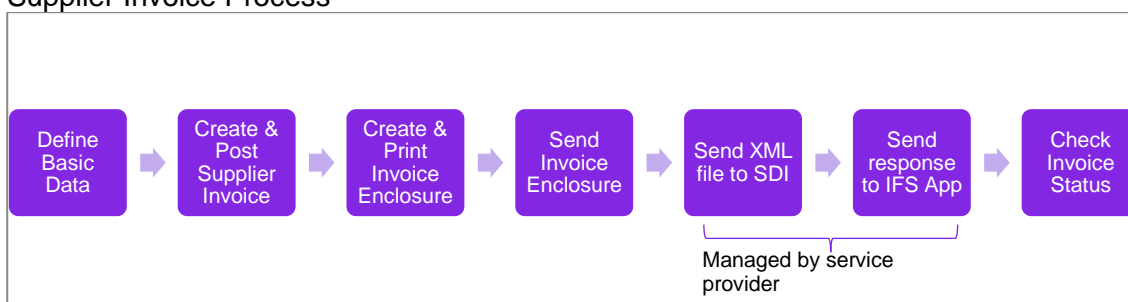 Supplier Invoice Process
Define
Basic
Data
Create &
Post
Supplier
Invoice
Create &
Print
Invoice
Enclosure
Send
Invoice
Enclosure
Send XML
file to SDI
Send
response
to IFS App
Check
Invoice
Status
Managed by service
provider